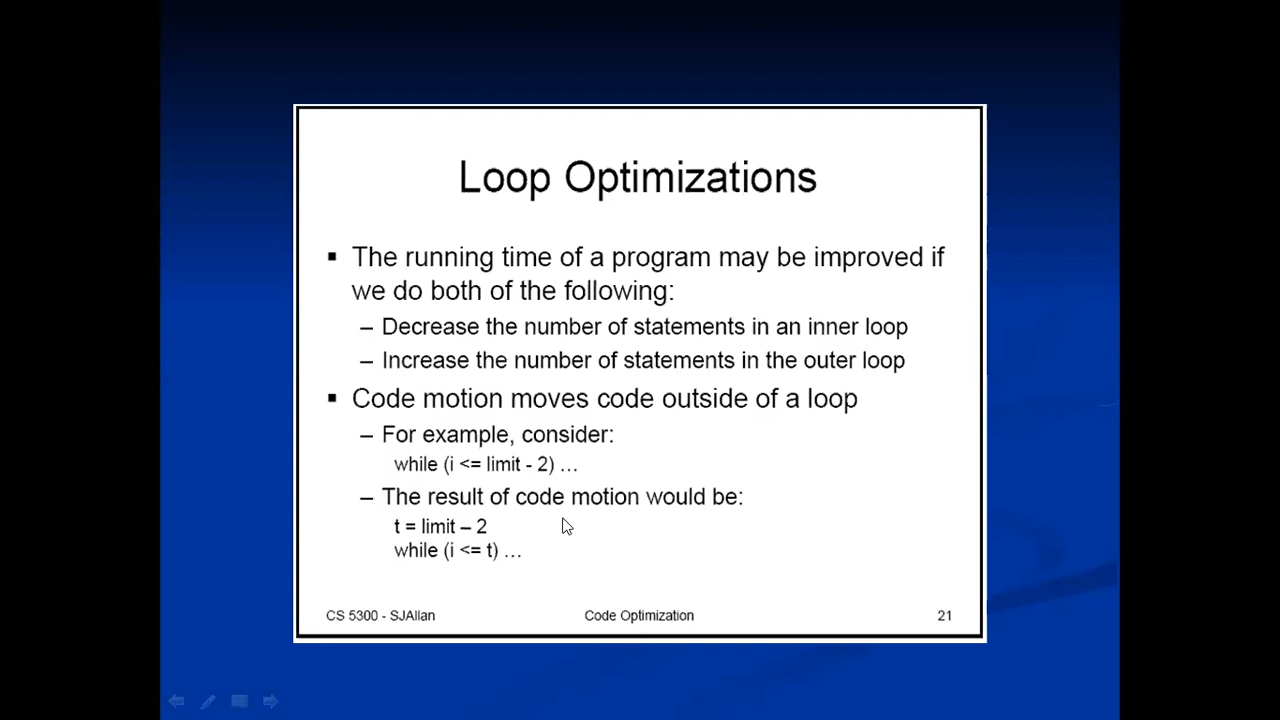 Loop Optimizations
▪ The running time of a program may be improved if
we do both of the following:
– Decrease the number of statements in an inner loop
– Increase the number of statements in the outer loop
▪ Code motion moves code outside of a loop
– For example, consider:
while (i <= limit - 2) …
– The result of code motion would be:
t = limit – 2
while (i <= t) …
CS 5300 - SJAllan Code Optimization 21